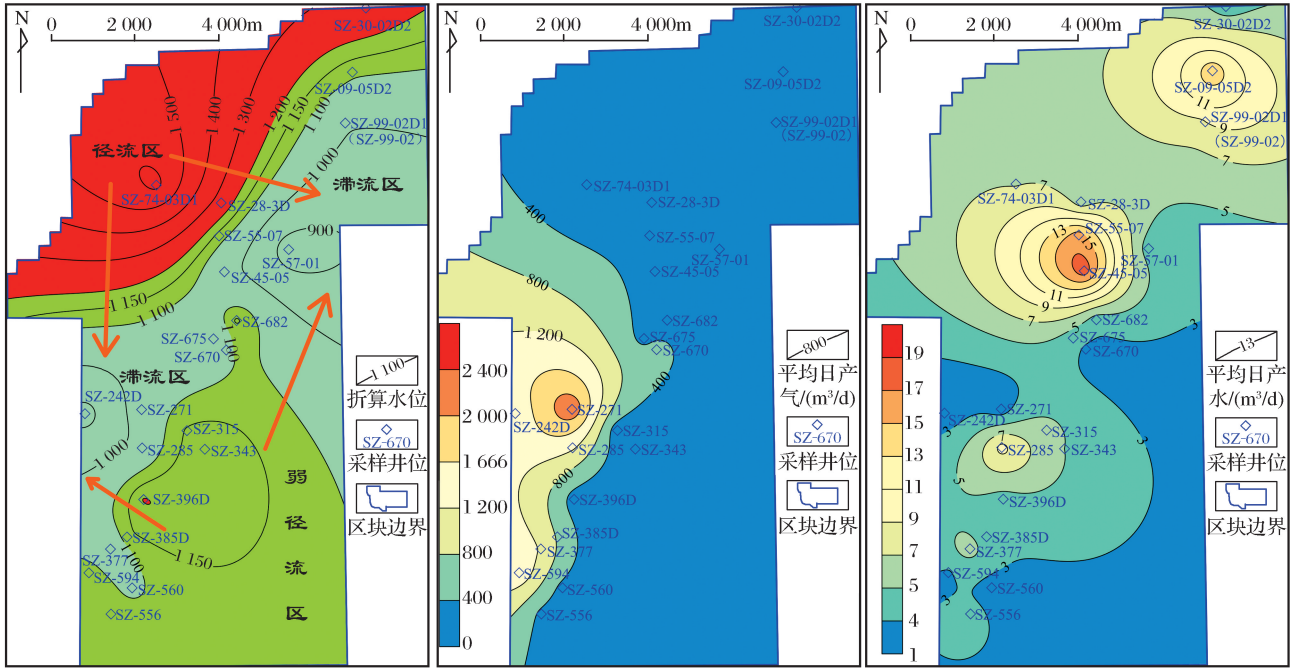 N
0
2 000
4 000m
SZ-30-02D2
SZ-09-05D2
SZ-99-02D1
(SZ-99-02)
1 500
1 400
1 300
1 200
1 150
1 100
1 000
径流区
滞流区
SZ-74-03D1
SZ-28-3D
SZ-55-07
900
SZ-57-01
SZ-45-05
1 150
1 100
SZ-682
1 100
SZ-675
SZ-670
滞流区
SZ-242D
SZ-271
SZ-315
SZ-285
SZ-343
1 000
SZ-396D
SZ-385D
1 150
1 100
SZ-377
SZ-594
SZ-560
SZ-556
弱
径
流
区
1 100
折算水位
SZ-670
采样井位
区块边界
N
0
2 000
4 000m
SZ-30-02D2
SZ-09-05D2
SZ-99-02D1
(SZ-99-02)
SZ-74-03D1
SZ-28-3D
400
SZ-55-07
SZ-57-01
SZ-45-05
800
1 200
SZ-682
SZ-675
SZ-670
400
SZ-271
SZ-242D
SZ-315
SZ-285
SZ-343
800
SZ-396D
SZ-385D
SZ-377
SZ-594
SZ-560
SZ-556
2 400
2 000
1 666
1 200
800
400
0
800
平均日产
气/(m³/d)
SZ-670
采样井位
区块边界
N
0
2 000
4 000m
SZ-30-02D2
SZ-09-05D2
11
SZ-99-02D1
9
(SZ-99-02)
7
7
SZ-74-03D1
SZ-28-3D
5
SZ-55-07
13
15
SZ-57-01
SZ-45-05
11
9
7
5
SZ-682
3
SZ-675
SZ-670
SZ-271
SZ-242D
3
SZ-315
7
SZ-285
SZ-343
3
5
SZ-396D
SZ-385D
SZ-377
3
SZ-594
SZ-560
3
SZ-556
19
17
15
13
11
9
7
5
4
1
13
平均日产
水/(m³/d)
SZ-670
采样井位
区块边界